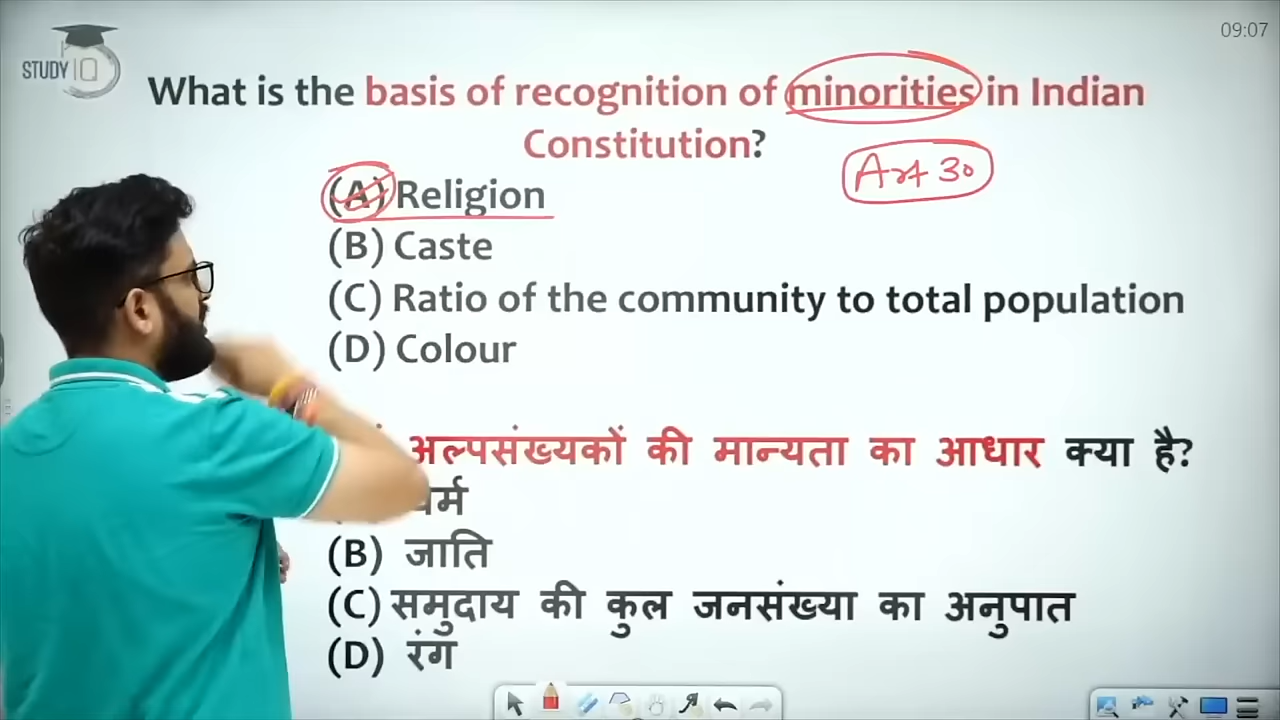 STUDY IQ
09:07
What is the basis of recognition of minorities in Indian
Constitution?
Art 30
(A) Religion
(B) Caste
(C) Ratio of the community to total population
(D) Colour
अल्पसंख्यकों की मान्यता का आधार क्या है?
(B) जाति
(C) समुदाय की कुल जनसंख्या का अनुपात
(D) रंग